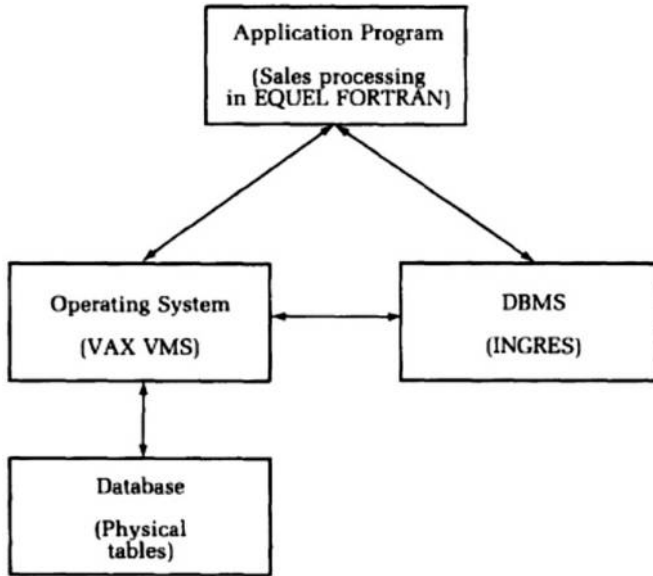 Application Program
(Sales processing
in EQUEL FORTRAN)
Operating System
(VAX VMS)
DBMS
(INGRES)
Database
(Physical
tables)